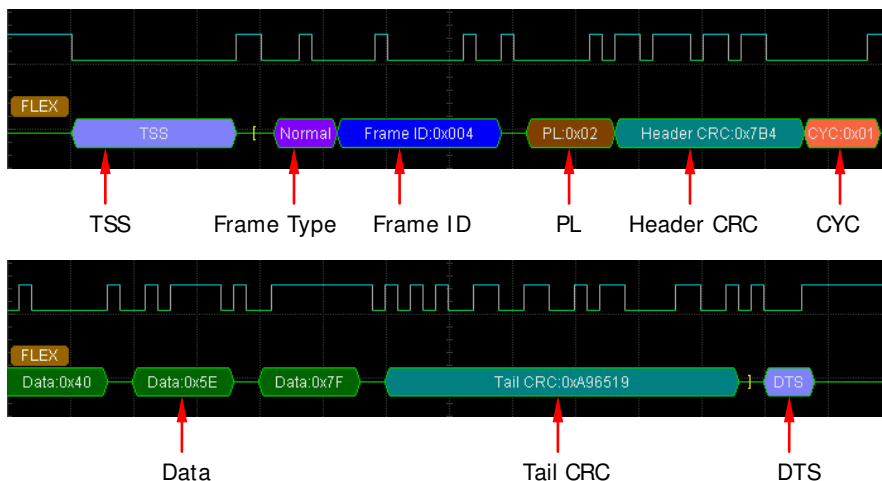 FLEX
TSS [ Normal Frame ID:0x004 PL:0x02 Header CRC:0x7B4 CYC:0x01
TSS Frame Type Frame ID PL Header CRC CYC
FLEX
Data:0x40 Data:0x5E Data:0x7F Tail CRC:0xA96519 ] DTS
Data Tail CRC DTS